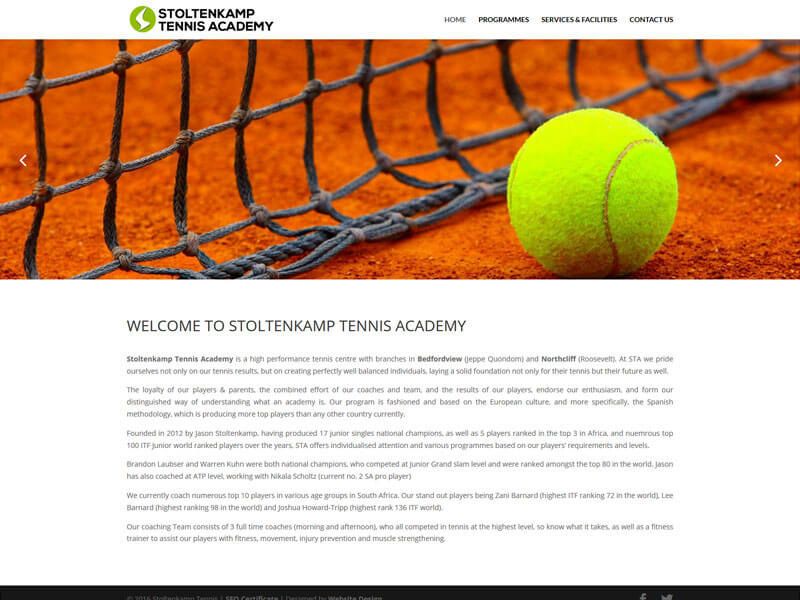 STOLTENKAMP
TENNIS ACADEMY
HOME PROGRAMMES SERVICES & FACILITIES CONTACT US
WELCOME TO STOLTENKAMP TENNIS ACADEMY
Stoltenkamp Tennis Academy is a high performance tennis centre with branches in Bedfordview (Jeppe Quondom) and Northcliff (Roosevelt). At STA we pride
ourselves not only on our tennis results, but on creating perfectly well balanced individuals, laying a solid foundation not only for their tennis but their future as well.
The loyalty of our players & parents, the combined effort of our coaches and team, and the results of our players, endorse our enthusiasm, and form our
distinguished way of understanding what an academy is. Our program is fashioned and based on the European culture, and more specifically, the Spanish
methodology, which is producing more top players than any other country currently.
Founded in 2012 by Jason Stoltenkamp, having produced 17 junior singles national champions, as well as 5 players ranked in the top 3 in Africa, and nuemrous top
100 ITF Junior world ranked players over the years, STA offers individualised attention and various programmes based on our players' requirements and levels.
Brandon Laubser and Warren Kuhn were both national champions, who competed at Junior Grand slam level and were ranked amongst the top 80 in the world. Jason
has also coached at ATP level, working with Nikala Scholtz (current no. 2 SA pro player)
We currently coach numerous top 10 players in various age groups in South Africa. Our stand out players being Zani Barnard (highest ITF ranking 72 in the world), Lee
Barnard (highest ranking 98 in the world) and Joshua Howard-Tripp (highest rank 136 ITF world).
Our coaching Team consists of 3 full time coaches (morning and afternoon), who all competed in tennis at the highest level, so know what it takes, as well as a fitness
trainer to assist our players with fitness, movement, injury prevention and muscle strengthening.
© 2016 Stoltenkamp Tennis | SEO Certificate | Designed by Website Design